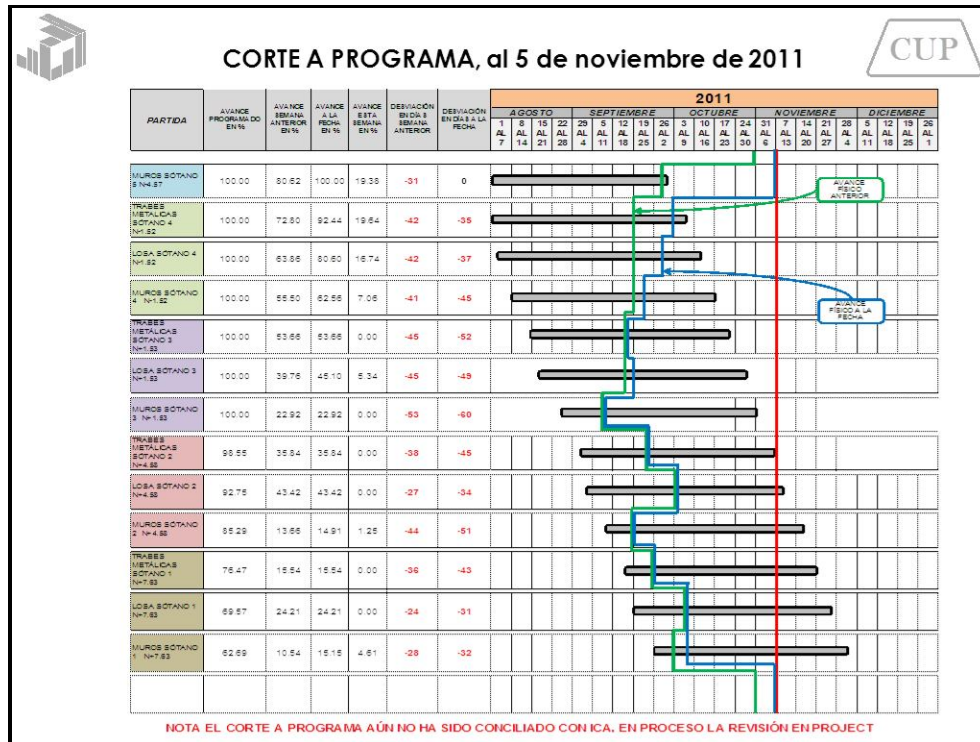 CUP
CORTE A PROGRAMA, al 5 de noviembre de 2011
PARTIDA
AVANCE PROGRAMADO EN %
AVANCE SEMANA ANTERIOR EN %
AVANCE A LA FECHA EN %
AVANCE ESTA SEMANA EN %
DESVIACIÓN EN DÍAS SEMANA ANTERIOR
DESVIACIÓN EN DÍAS A LA FECHA
2011
AGOSTO SEPTIEMBRE OCTUBRE NOVIEMBRE DICIEMBRE
1 8 15 22 29 5 12 19 26 3 10 17 24 31 7 14 21 28 5 12 19 26
AL AL AL AL AL AL AL AL AL AL AL AL AL AL AL AL AL AL AL AL AL AL
7 14 21 28 4 11 18 25 2 9 16 23 30 6 13 20 27 4 11 18 25 1
MUROS SÓTANO 5 N-4.57 100.00 80.62 100.00 19.38 -31 0
AVANCE FÍSICO ANTERIOR
TRABES METÁLICAS SÓTANO 4 N-1.52 100.00 72.80 92.44 19.64 -42 -35
LOSA SÓTANO 4 N-1.52 100.00 63.86 80.60 16.74 -42 -37
MUROS SÓTANO 4 N-1.52 100.00 55.50 62.56 7.06 -41 -45
AVANCE FÍSICO A LA FECHA
TRABES METÁLICAS SÓTANO 3 N+1.53 100.00 53.66 53.66 0.00 -45 -52
LOSA SÓTANO 3 N+1.53 100.00 39.76 45.10 5.34 -45 -49
MUROS SÓTANO 3 N+1.53 100.00 22.92 22.92 0.00 -53 -60
TRABES METÁLICAS SÓTANO 2 N+4.58 98.55 35.84 35.84 0.00 -38 -45
LOSA SÓTANO 2 N+4.58 92.75 43.42 43.42 0.00 -27 -34
MUROS SÓTANO 2 N+4.58 85.29 13.66 14.91 1.25 -44 -51
TRABES METÁLICAS SÓTANO 1 N+7.63 76.47 15.54 15.54 0.00 -36 -43
LOSA SÓTANO 1 N+7.63 69.57 24.21 24.21 0.00 -24 -31
MUROS SÓTANO 1 N+7.63 62.69 10.54 15.15 4.61 -28 -32
NOTA EL CORTE A PROGRAMA AÚN NO HA SIDO CONCILIADO CON ICA. EN PROCESO LA REVISIÓN EN PROJECT